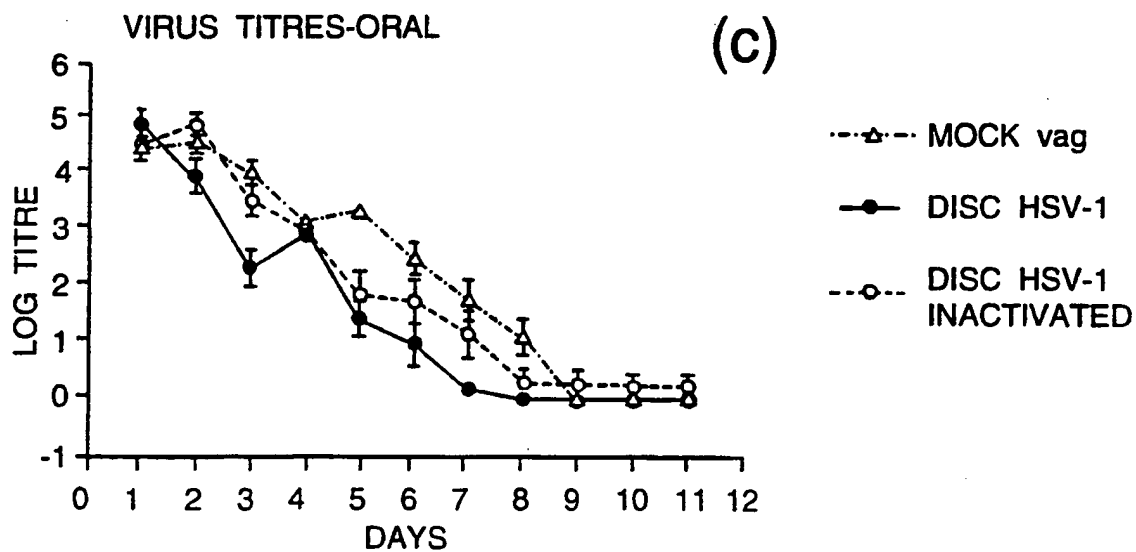 VIRUS TITRES-ORAL
(c)
6
5
4
3
2
1
0
-1
LOG TITRE
0 1 2 3 4 5 6 7 8 9 10 11 12
DAYS
MOCK vag
DISC HSV-1
DISC HSV-1
INACTIVATED